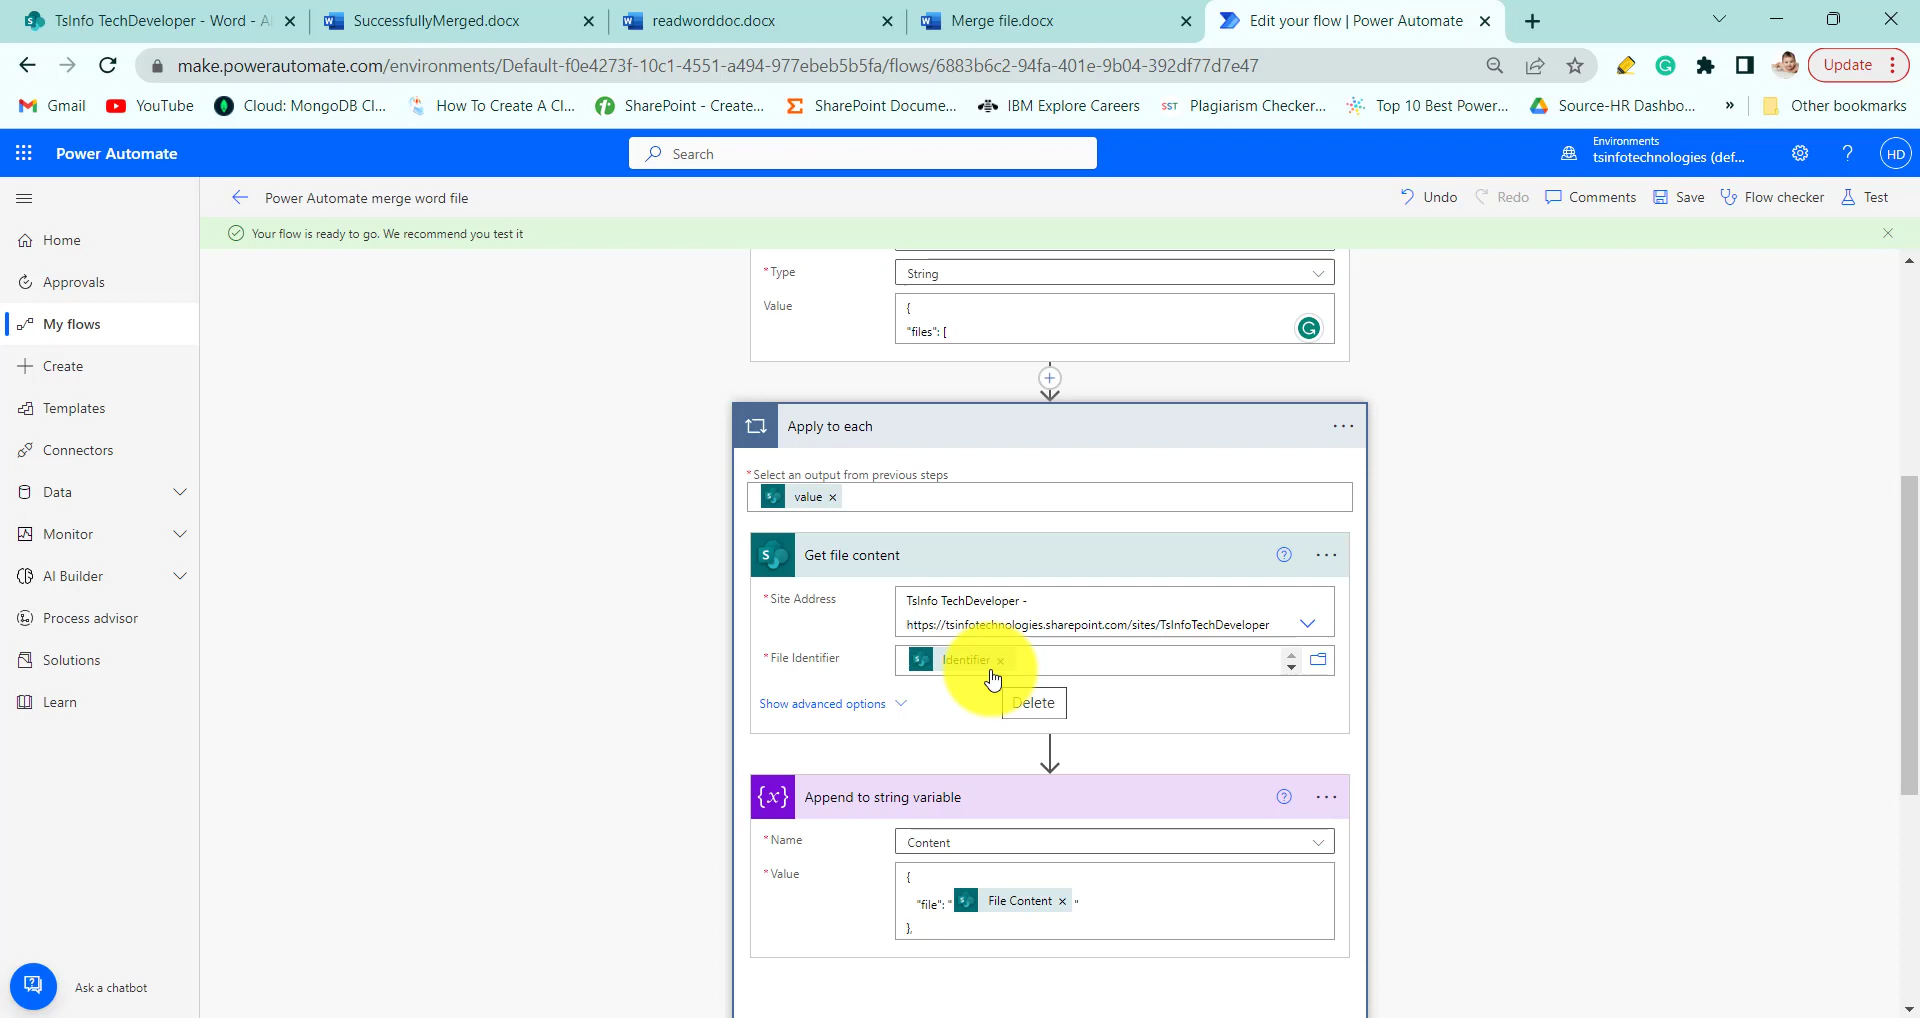 TsInfo TechDeveloper - Word - Al
SuccessfullyMerged.docx
readworddoc.docx
Merge file.docx
Edit your flow | Power Automate
make.powerautomate.com/environments/Default-f0e4273f-10c1-4551-a494-977ebeb5b5fa/flows/6883b6c2-94fa-401e-9b04-392df77d7e47
Update
Gmail
YouTube
Cloud: MongoDB Cl...
How To Create A Cl...
SharePoint - Create...
SharePoint Docume...
IBM Explore Careers
SST Plagiarism Checker...
Top 10 Best Power...
Source-HR Dashbo...
»
Other bookmarks
Power Automate
Search
Environments
tsinfotechnologies (def...
?
HD
Power Automate merge word file
Undo
Redo
Comments
Save
Flow checker
Test
Your flow is ready to go. We recommend you test it
Home
Approvals
My flows
Create
Templates
Connectors
Data
Monitor
AI Builder
Process advisor
Solutions
Learn
Ask a chatbot
* Type
String
Value
{
"files": [
Apply to each
* Select an output from previous steps
value
Get file content
* Site Address
TsInfo TechDeveloper -
https://tsinfotechnologies.sharepoint.com/sites/TsInfoTechDeveloper
* File Identifier
Identifier
Show advanced options
Delete
{x} Append to string variable
* Name
Content
* Value
{
"file": " File Content "
},